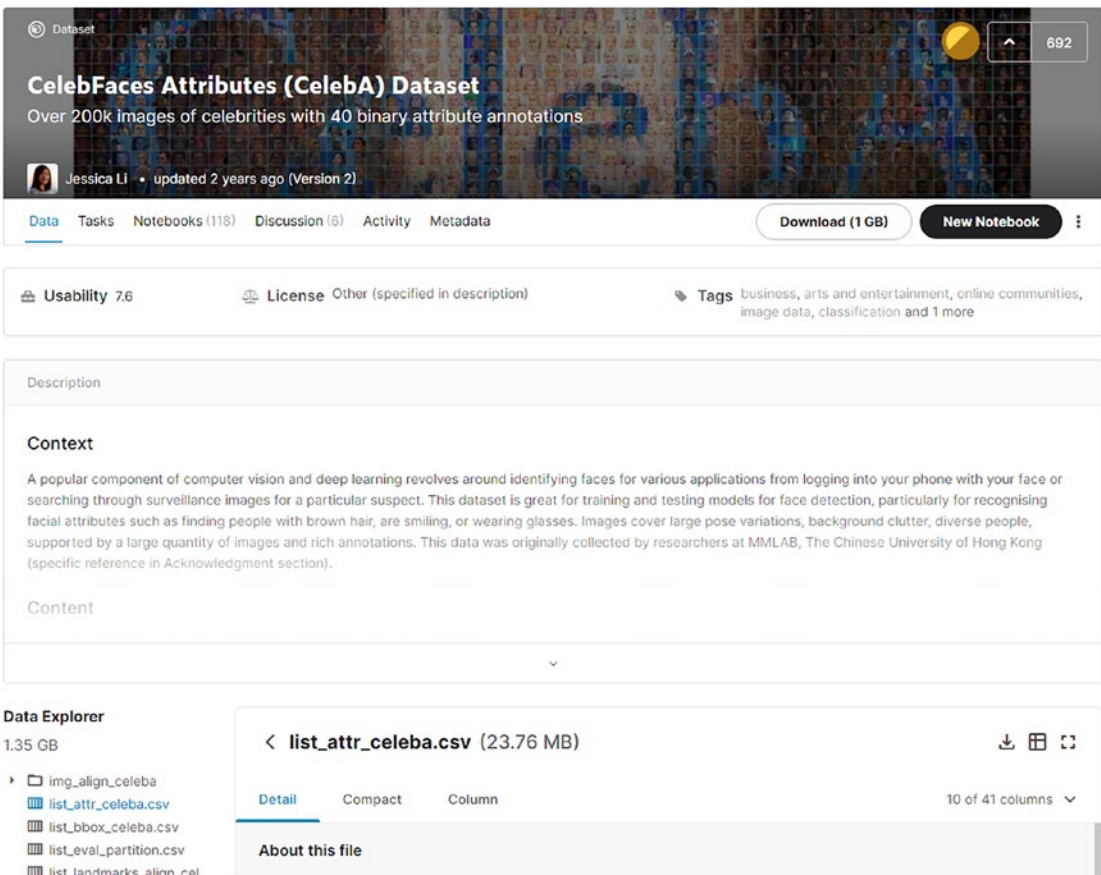 Dataset
692
CelebFaces Attributes (CelebA) Dataset
Over 200k images of celebrities with 40 binary attribute annotations
Jessica Li • updated 2 years ago (Version 2)
Data Tasks Notebooks (118) Discussion (6) Activity Metadata Download (1 GB) New Notebook
Usability 7.6 License Other (specified in description) Tags business, arts and entertainment, online communities,
image data, classification and 1 more
Description
Context
A popular component of computer vision and deep learning revolves around identifying faces for various applications from logging into your phone with your face or
searching through surveillance images for a particular suspect. This dataset is great for training and testing models for face detection, particularly for recognising
facial attributes such as finding people with brown hair, are smiling, or wearing glasses. Images cover large pose variations, background clutter, diverse people,
supported by a large quantity of images and rich annotations. This data was originally collected by researchers at MMLAB, The Chinese University of Hong Kong
(specific reference in Acknowledgment section).
Content
Data Explorer
1.35 GB
img_align_celeba
list_attr_celeba.csv
list_bbox_celeba.csv
list_eval_partition.csv
list_landmarks_align_cel
list_attr_celeba.csv (23.76 MB)
Detail Compact Column 10 of 41 columns
About this file